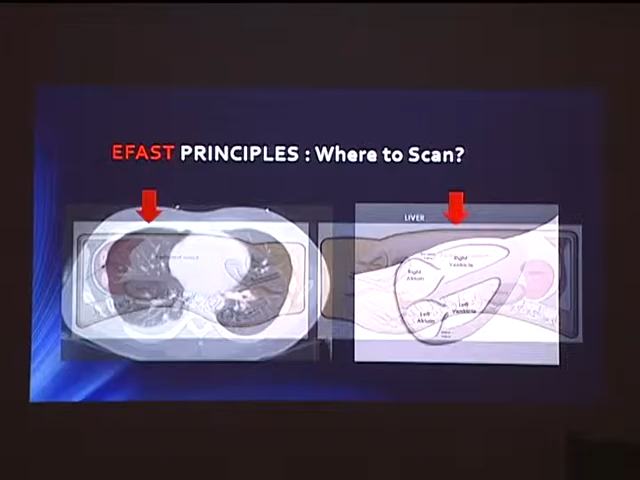 EFAST PRINCIPLES : Where to Scan?
LIVER
Right
Ventricle
Right
Atrium
Left
Ventricle
Left
Atrium